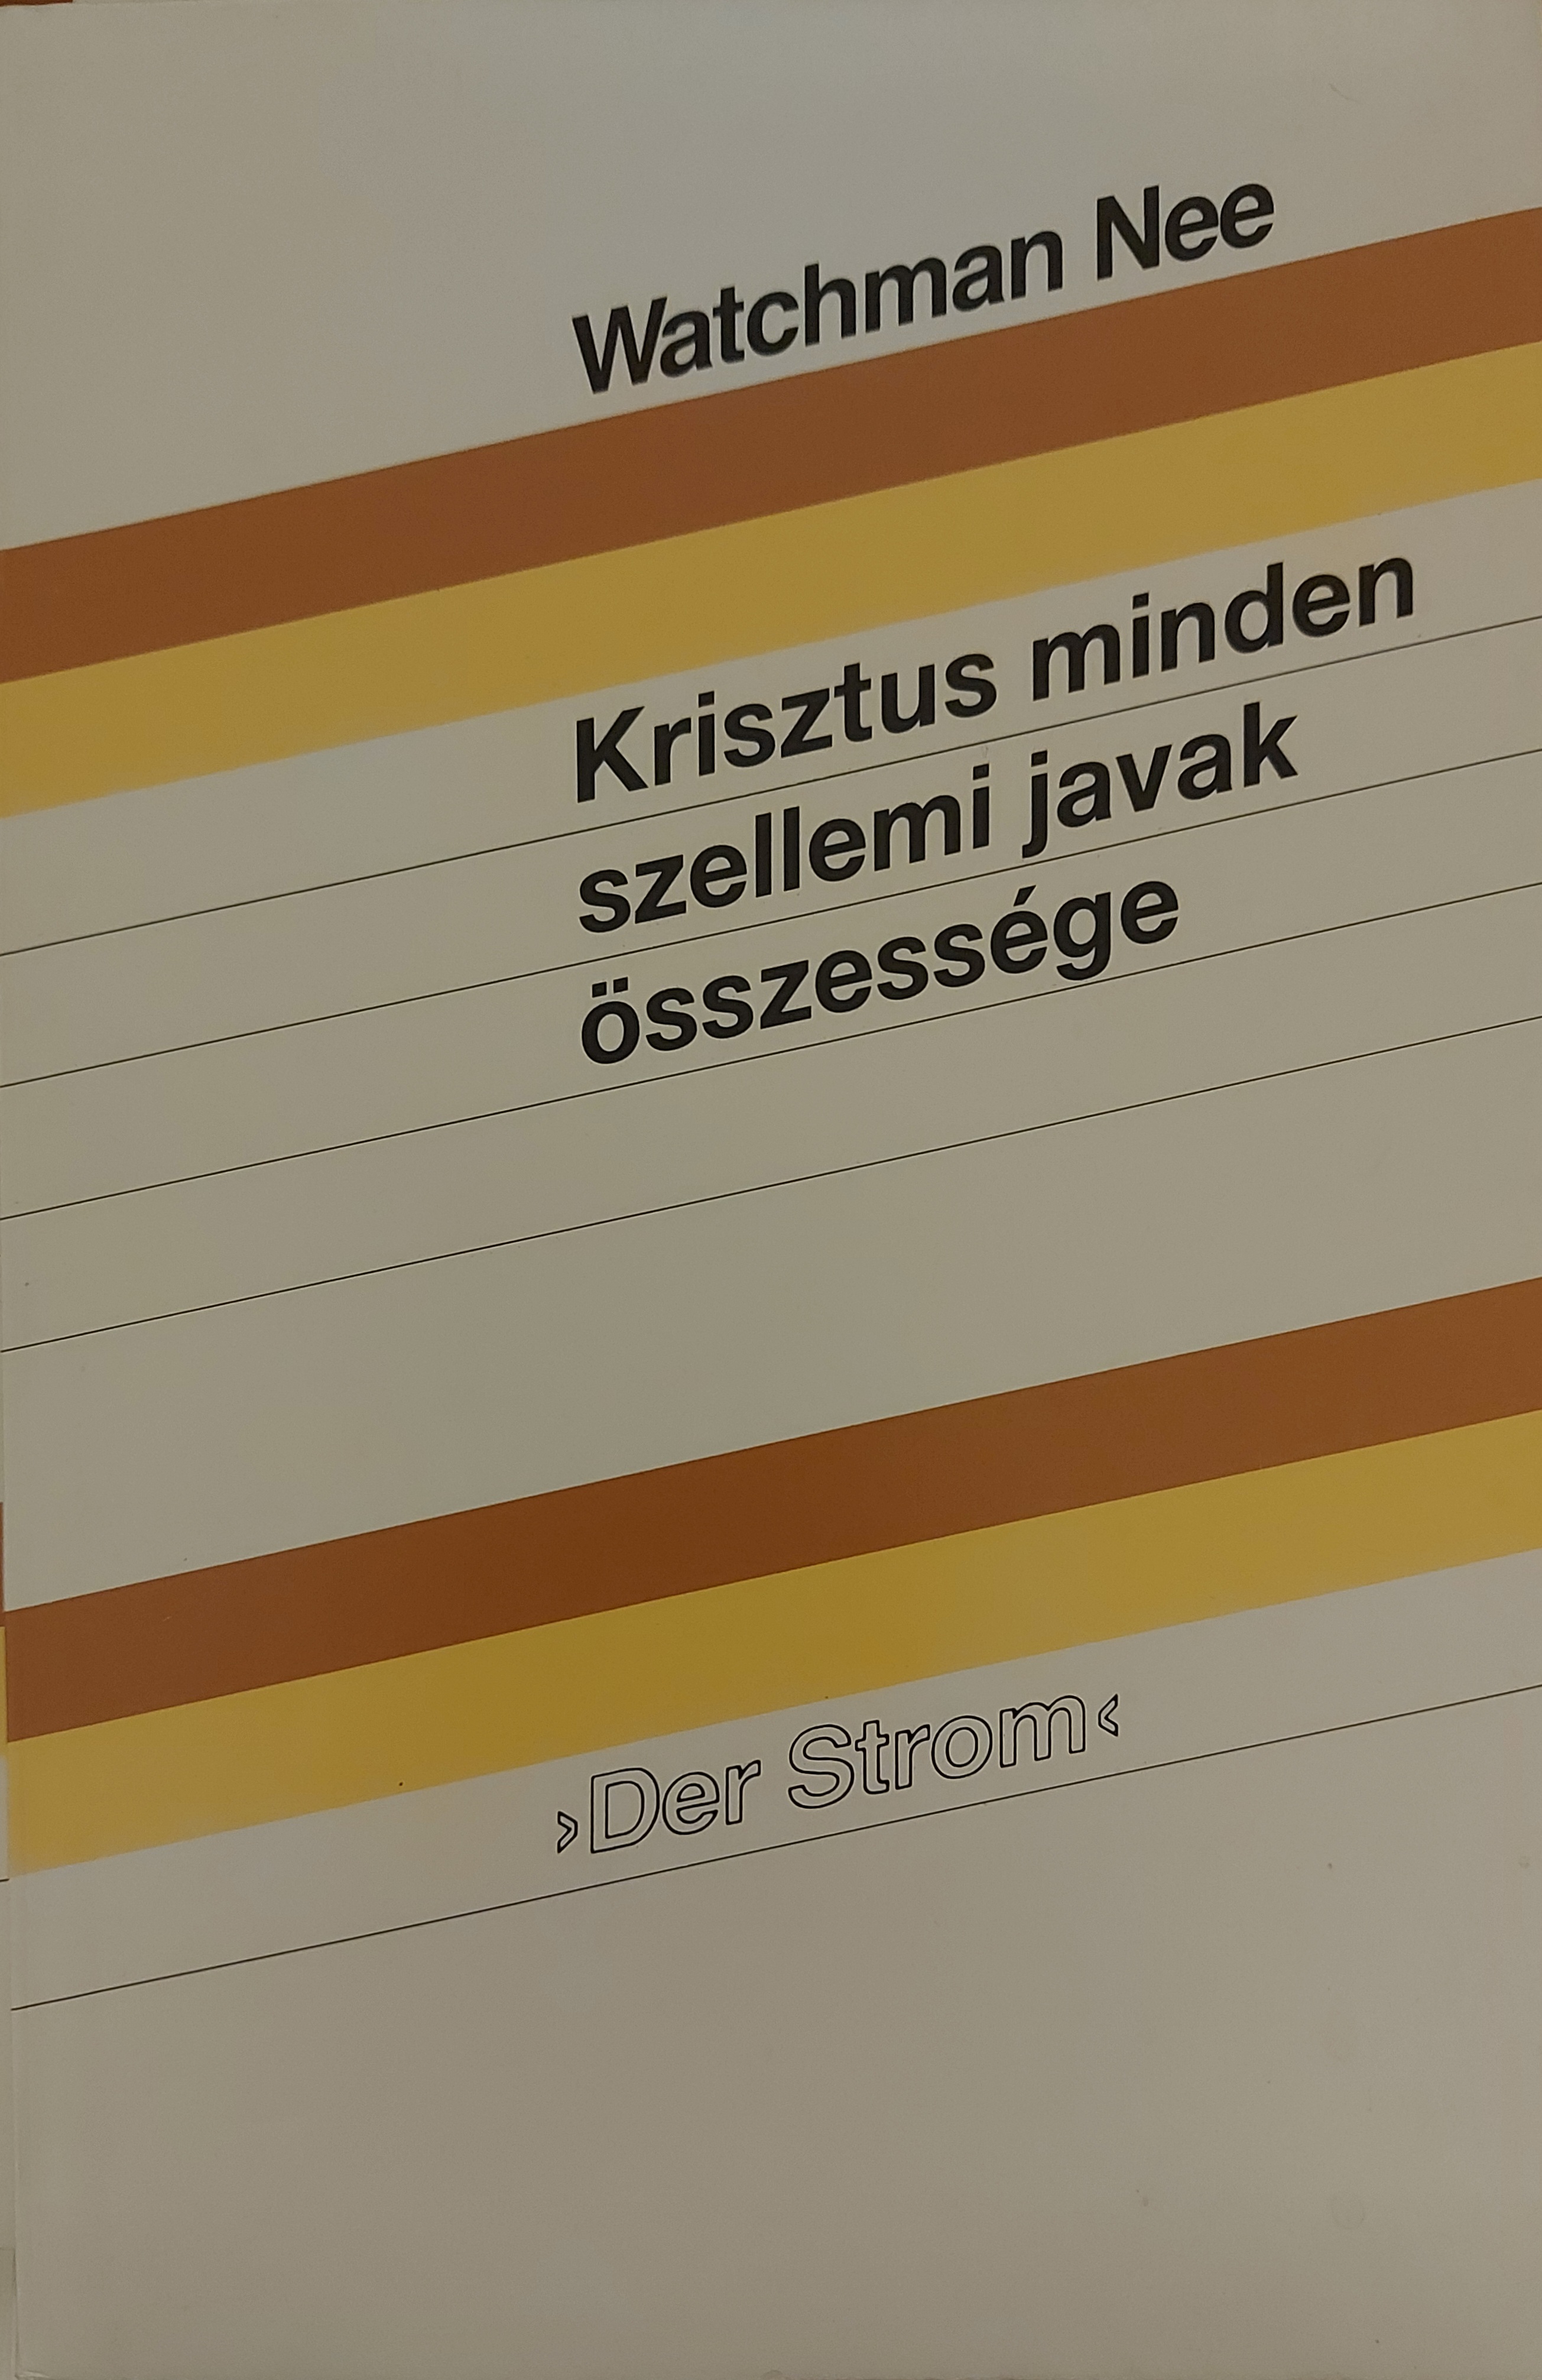 Watchman Nee
Krisztus minden
szellemi javak
összessége
›Der Strom‹